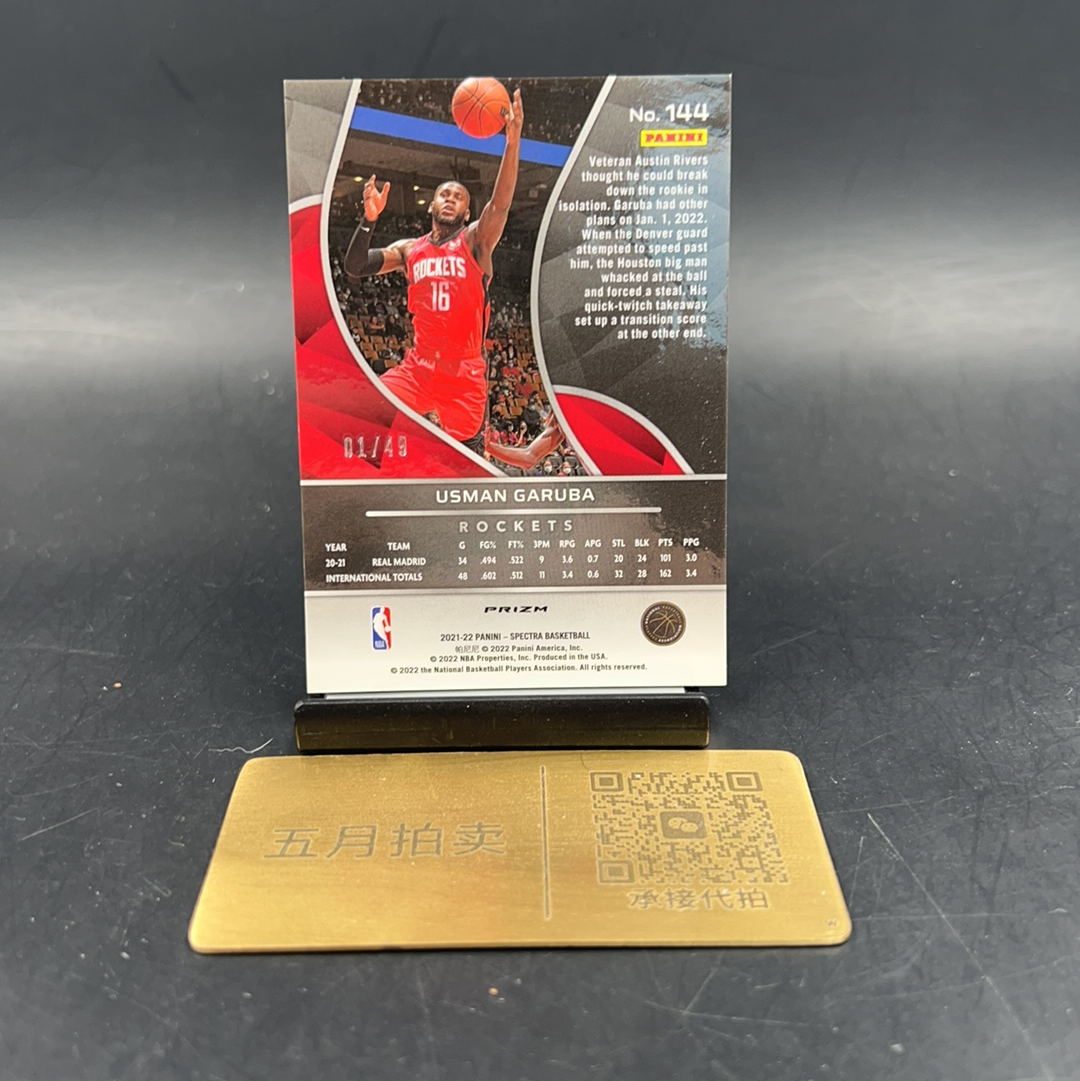 No. 144
PANINI
Veteran Austin Rivers
thought he could break
down the rookie in
isolation. Garuba had other
plans on Jan. 1, 2022.
When the Denver guard
attempted to speed past
him, the Houston big man
whacked at the ball
and forced a steal. His
quick-twitch takeaway
set up a transition score
at the other end.
ROCKETS
16
01/49
USMAN GARUBA
ROCKETS
YEAR TEAM G FG% FT% 3PM RPG APG STL BLK PTS PPG
20-21 REAL MADRID 34 .494 .522 9 3.6 0.7 20 24 101 3.0
INTERNATIONAL TOTALS 48 .602 .512 11 3.4 0.6 32 28 162 3.4
PRIZM
NBA
2021-22 PANINI – SPECTRA BASKETBALL
帕尼尼 © 2022 Panini America, Inc.
© 2022 NBA Properties, Inc. Produced in the USA.
© 2022 the National Basketball Players Association. All rights reserved.
五月拍卖
承接代拍